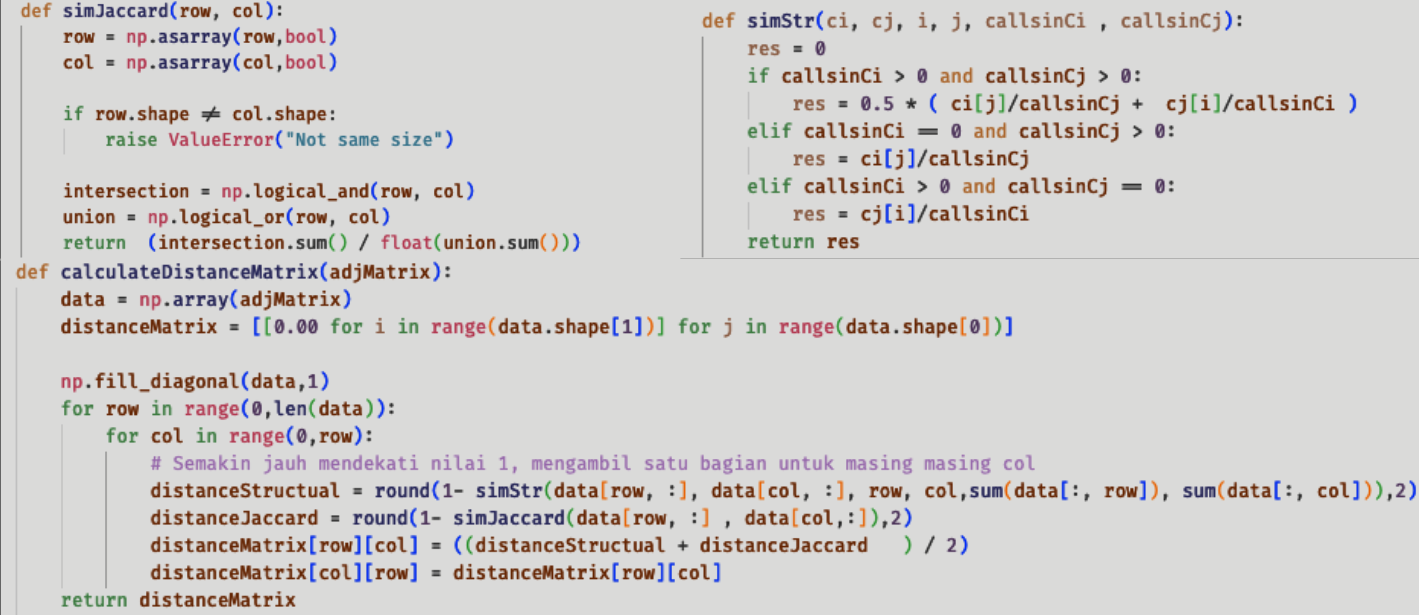 def simJaccard(row, col):
    row = np.asarray(row,bool)
    col = np.asarray(col,bool)

    if row.shape ≠ col.shape:
        raise ValueError("Not same size")

    intersection = np.logical_and(row, col)
    union = np.logical_or(row, col)
    return  (intersection.sum() / float(union.sum()))
def simStr(ci, cj, i, j, callsinCi , callsinCj):
    res = 0
    if callsinCi > 0 and callsinCj > 0:
        res = 0.5 * ( ci[j]/callsinCj +  cj[i]/callsinCi )
    elif callsinCi == 0 and callsinCj > 0:
        res = ci[j]/callsinCj
    elif callsinCi > 0 and callsinCj == 0:
        res = cj[i]/callsinCi
    return res
def calculateDistanceMatrix(adjMatrix):
    data = np.array(adjMatrix)
    distanceMatrix = [[0.00 for i in range(data.shape[1])] for j in range(data.shape[0])]

    np.fill_diagonal(data,1)
    for row in range(0,len(data)):
        for col in range(0,row):
            # Semakin jauh mendekati nilai 1, mengambil satu bagian untuk masing masing col
            distanceStructual = round(1- simStr(data[row, :], data[col, :], row, col,sum(data[:, row]), sum(data[:, col])),2)
            distanceJaccard = round(1- simJaccard(data[row, :] , data[col,:]),2)
            distanceMatrix[row][col] = ((distanceStructual + distanceJaccard   ) / 2)
            distanceMatrix[col][row] = distanceMatrix[row][col]
    return distanceMatrix